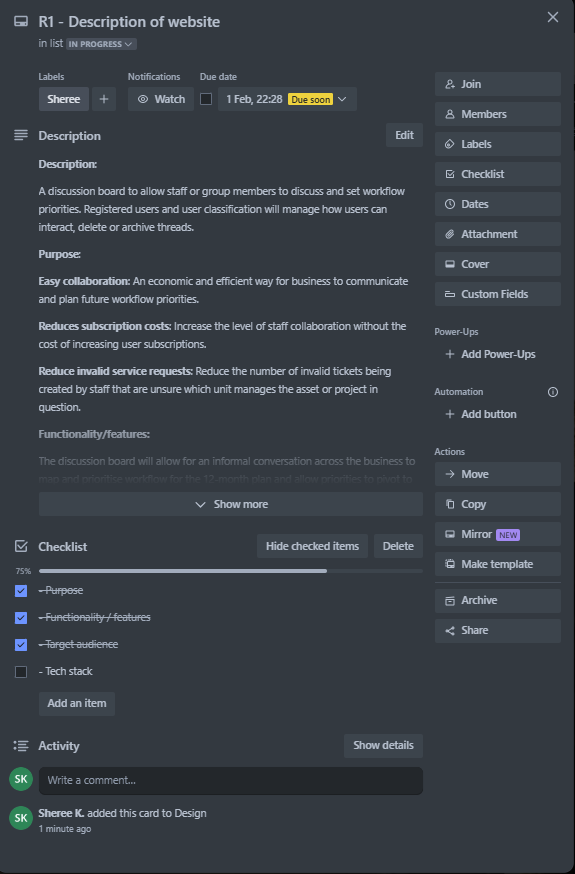 R1 - Description of website
in list IN PROGRESS
Labels
Sheree
Notifications
Watch
Due date
1 Feb, 22:28 Due soon
Description
Edit
Description:
A discussion board to allow staff or group members to discuss and set workflow
priorities. Registered users and user classification will manage how users can
interact, delete or archive threads.
Purpose:
Easy collaboration: An economic and efficient way for business to communicate
and plan future workflow priorities.
Reduces subscription costs: Increase the level of staff collaboration without the
cost of increasing user subscriptions.
Reduce invalid service requests: Reduce the number of invalid tickets being
created by staff that are unsure which unit manages the asset or project in
question.
Functionality/features:
The discussion board will allow for an informal conversation across the business to
map and prioritise workflow for the 12-month plan and allow priorities to pivot to
Show more
Checklist
Hide checked items
Delete
75%
- Purpose
- Functionality / features
- Target audience
- Tech stack
Add an item
Activity
Show details
SK
Write a comment...
SK
Sheree K. added this card to Design
1 minute ago
Join
Members
Labels
Checklist
Dates
Attachment
Cover
Custom Fields
Power-Ups
+ Add Power-Ups
Automation
+ Add button
Actions
Move
Copy
Mirror NEW
Make template
Archive
Share